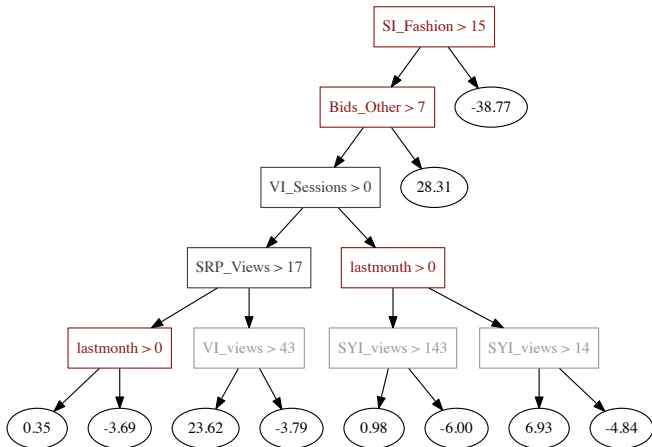 SI_Fashion > 15
Bids_Other > 7
-38.77
VI_Sessions > 0
28.31
SRP_Views > 17
lastmonth > 0
lastmonth > 0
VI_views > 43
SYI_views > 143
SYI_views > 14
0.35
-3.69
23.62
-3.79
0.98
-6.00
6.93
-4.84